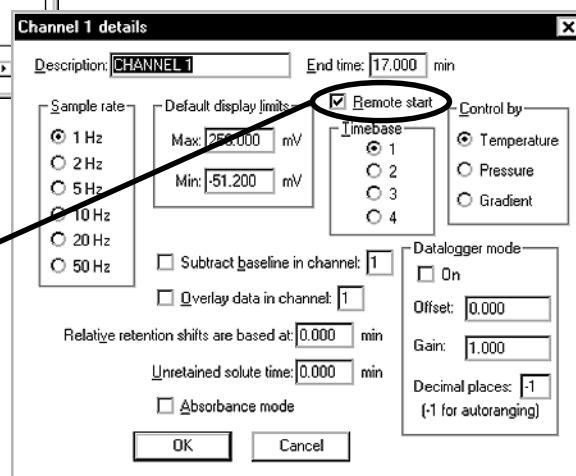 Channel 1 details
Description: CHANNEL 1 End time: 17.000 min
Sample rate
1 Hz
2 Hz
5 Hz
10 Hz
20 Hz
50 Hz
Default display limits
Max: 250.000 mV
Min: -51.200 mV
Remote start
Timebase
1
2
3
4
Control by
Temperature
Pressure
Gradient
Subtract baseline in channel: 1
Overlay data in channel: 1
Relative retention shifts are based at: 0.000 min
Unretained solute time: 0.000 min
Absorbance mode
Datalogger mode
On
Offset: 0.000
Gain: 1.000
Decimal places: -1
(-1 for autoranging)
OK Cancel